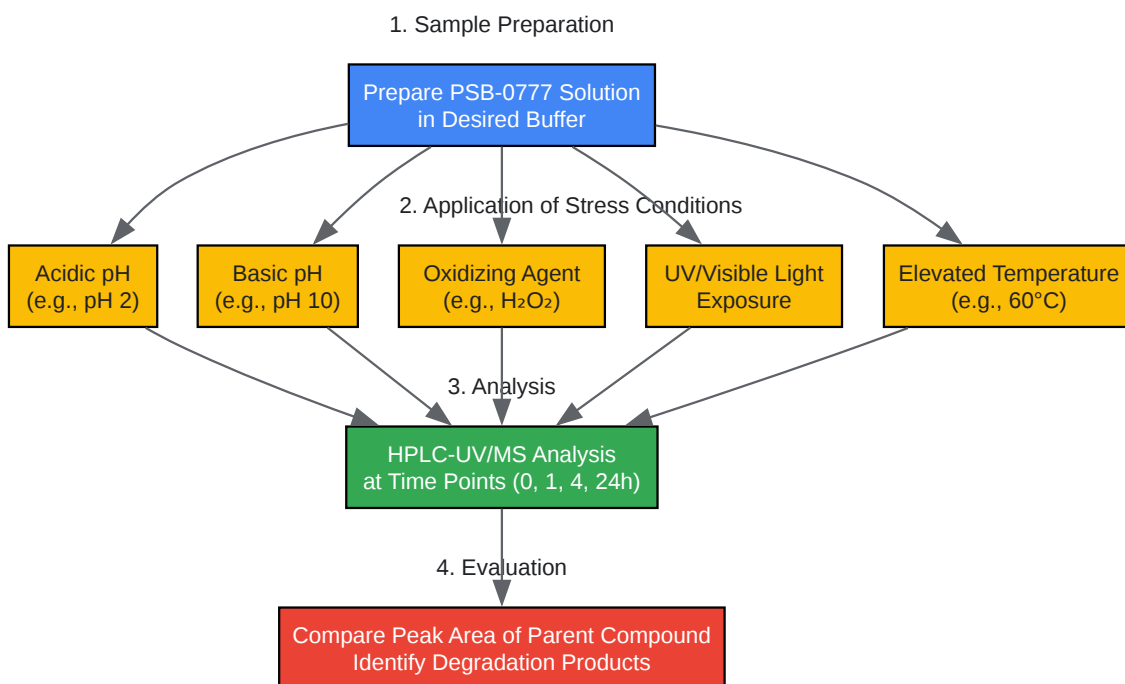 1. Sample Preparation
Prepare PSB-0777 Solution
in Desired Buffer
2. Application of Stress Conditions
Acidic pH
(e.g., pH 2)
Basic pH
(e.g., pH 10)
Oxidizing Agent
(e.g., H₂O₂)
UV/Visible Light
Exposure
Elevated Temperature
(e.g., 60°C)
3. Analysis
HPLC-UV/MS Analysis
at Time Points (0, 1, 4, 24h)
4. Evaluation
Compare Peak Area of Parent Compound
Identify Degradation Products